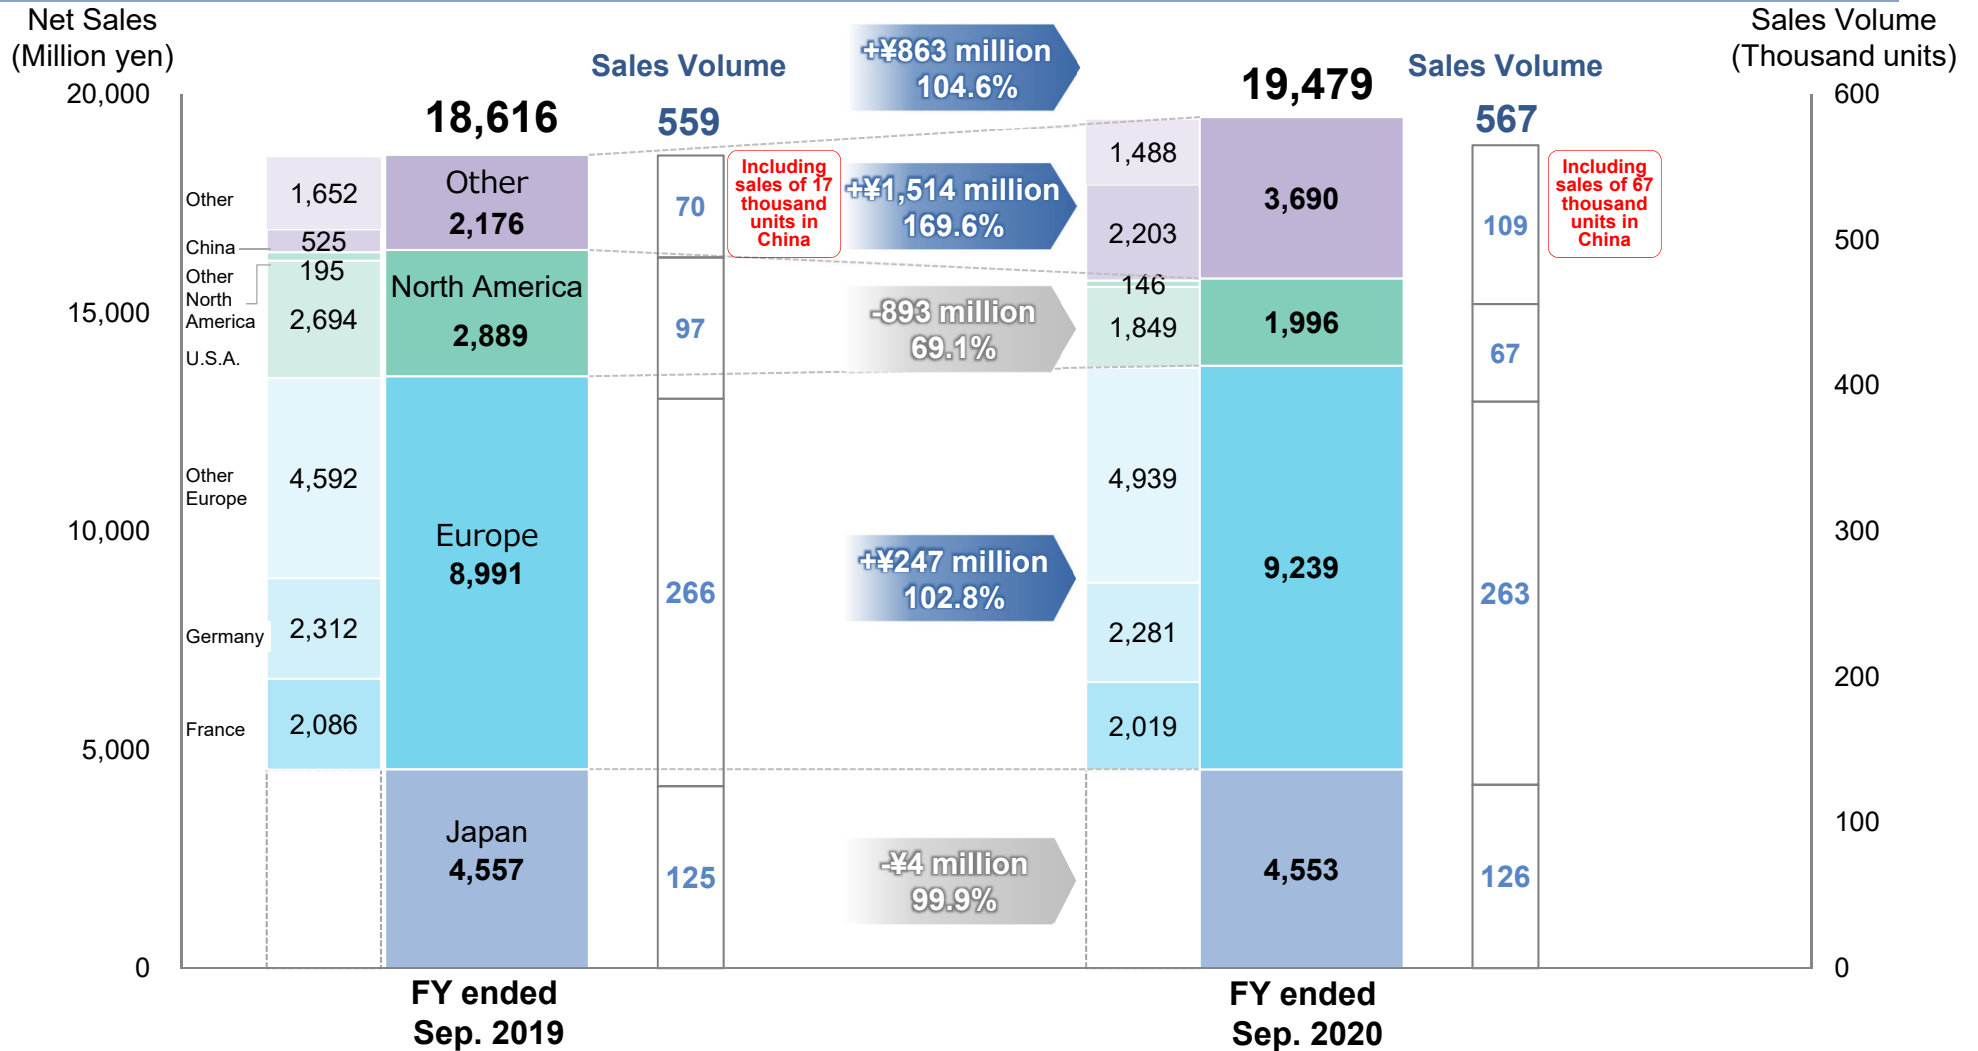 Net Sales
(Million yen)
Sales Volume
(Thousand units)
20,000
15,000
10,000
5,000
0
600
500
400
300
200
100
0
18,616
Sales Volume
559
+¥863 million
104.6%
19,479
Sales Volume
567
Other
China
Other
North
America
U.S.A.
Other
Europe
Germany
France
1,652
525
195
2,694
4,592
2,312
2,086
Other
2,176
North America
2,889
Europe
8,991
Japan
4,557
70
97
266
125
Including
sales of 17
thousand
units in
China
+¥1,514 million
169.6%
-893 million
69.1%
+¥247 million
102.8%
-¥4 million
99.9%
1,488
2,203
146
1,849
4,939
2,281
2,019
3,690
1,996
9,239
4,553
109
67
263
126
Including
sales of 67
thousand
units in
China
FY ended
Sep. 2019
FY ended
Sep. 2020